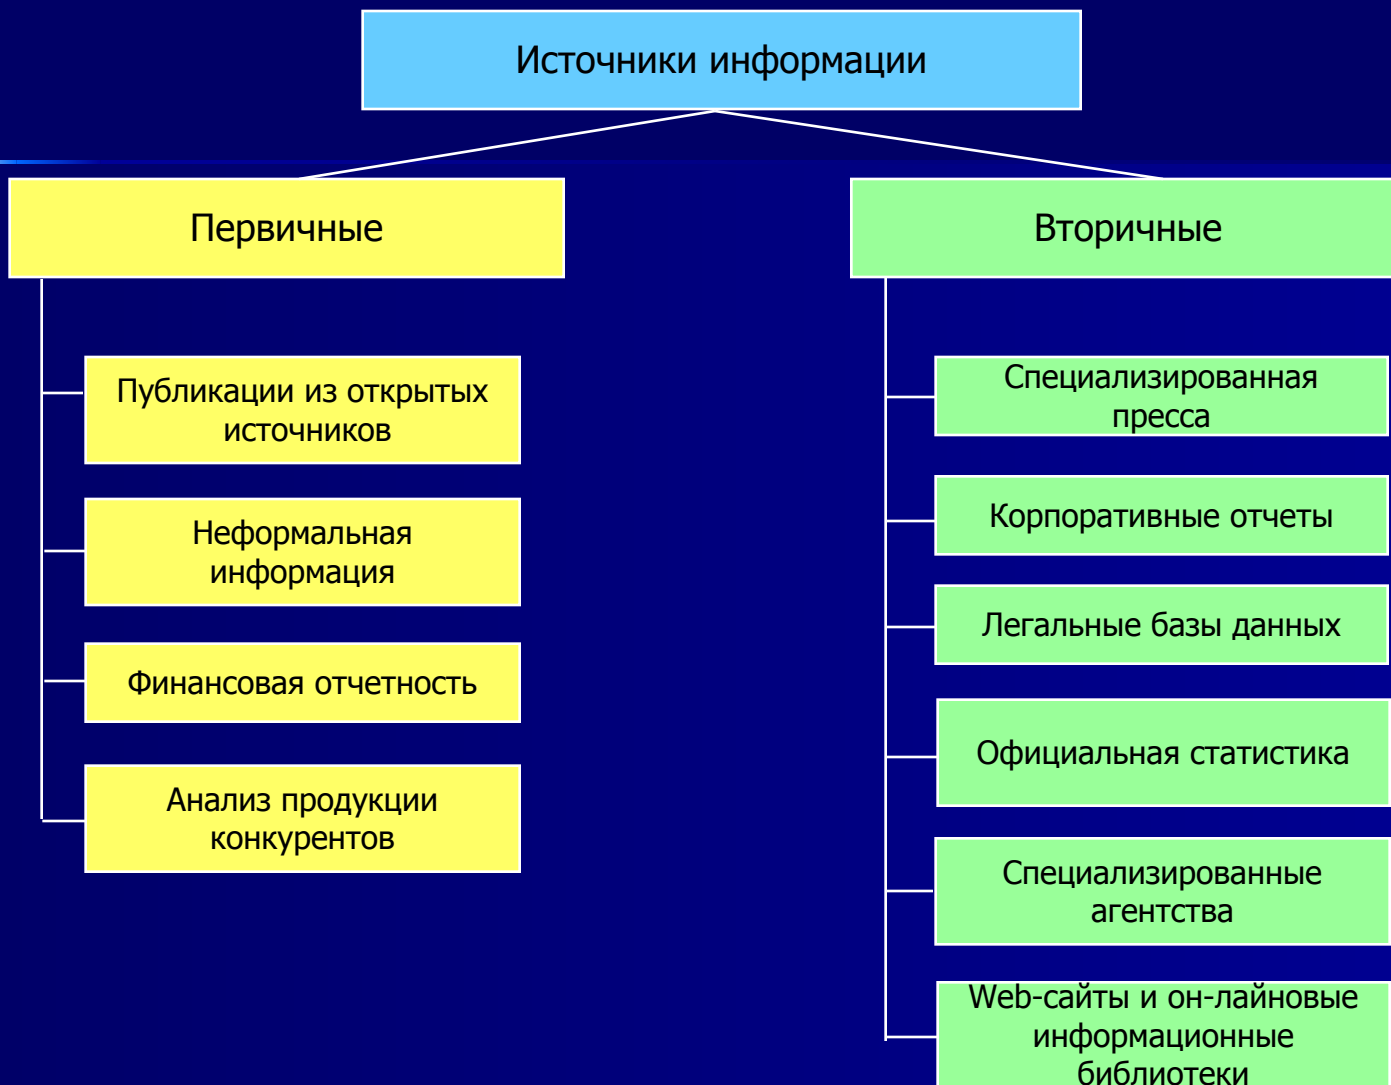 Источники информации
Первичные
Публикации из открытых
источников
Неформальная
информация
Финансовая отчетность
Анализ продукции
конкурентов
Вторичные
Специализированная
пресса
Корпоративные отчеты
Легальные базы данных
Официальная статистика
Специализированные
агентства
Web-сайты и он-лайновые
информационные
библиотеки